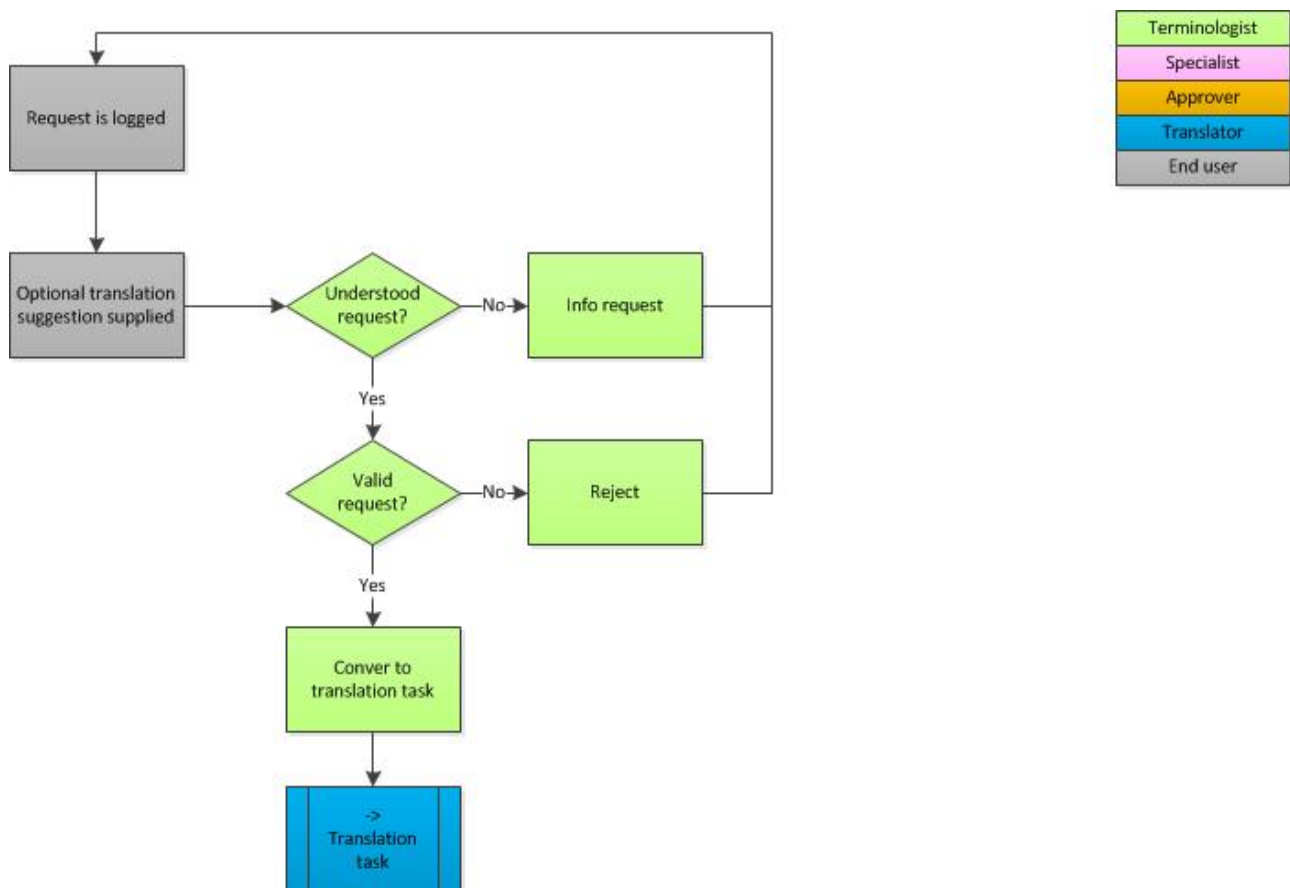 Terminologist
Specialist
Approver
Translator
End user
Request is logged
Optional translation
suggestion supplied
Understood
request?
No
Info request
Yes
Valid
request?
No
Reject
Yes
Conver to
translation task
->
Translation
task